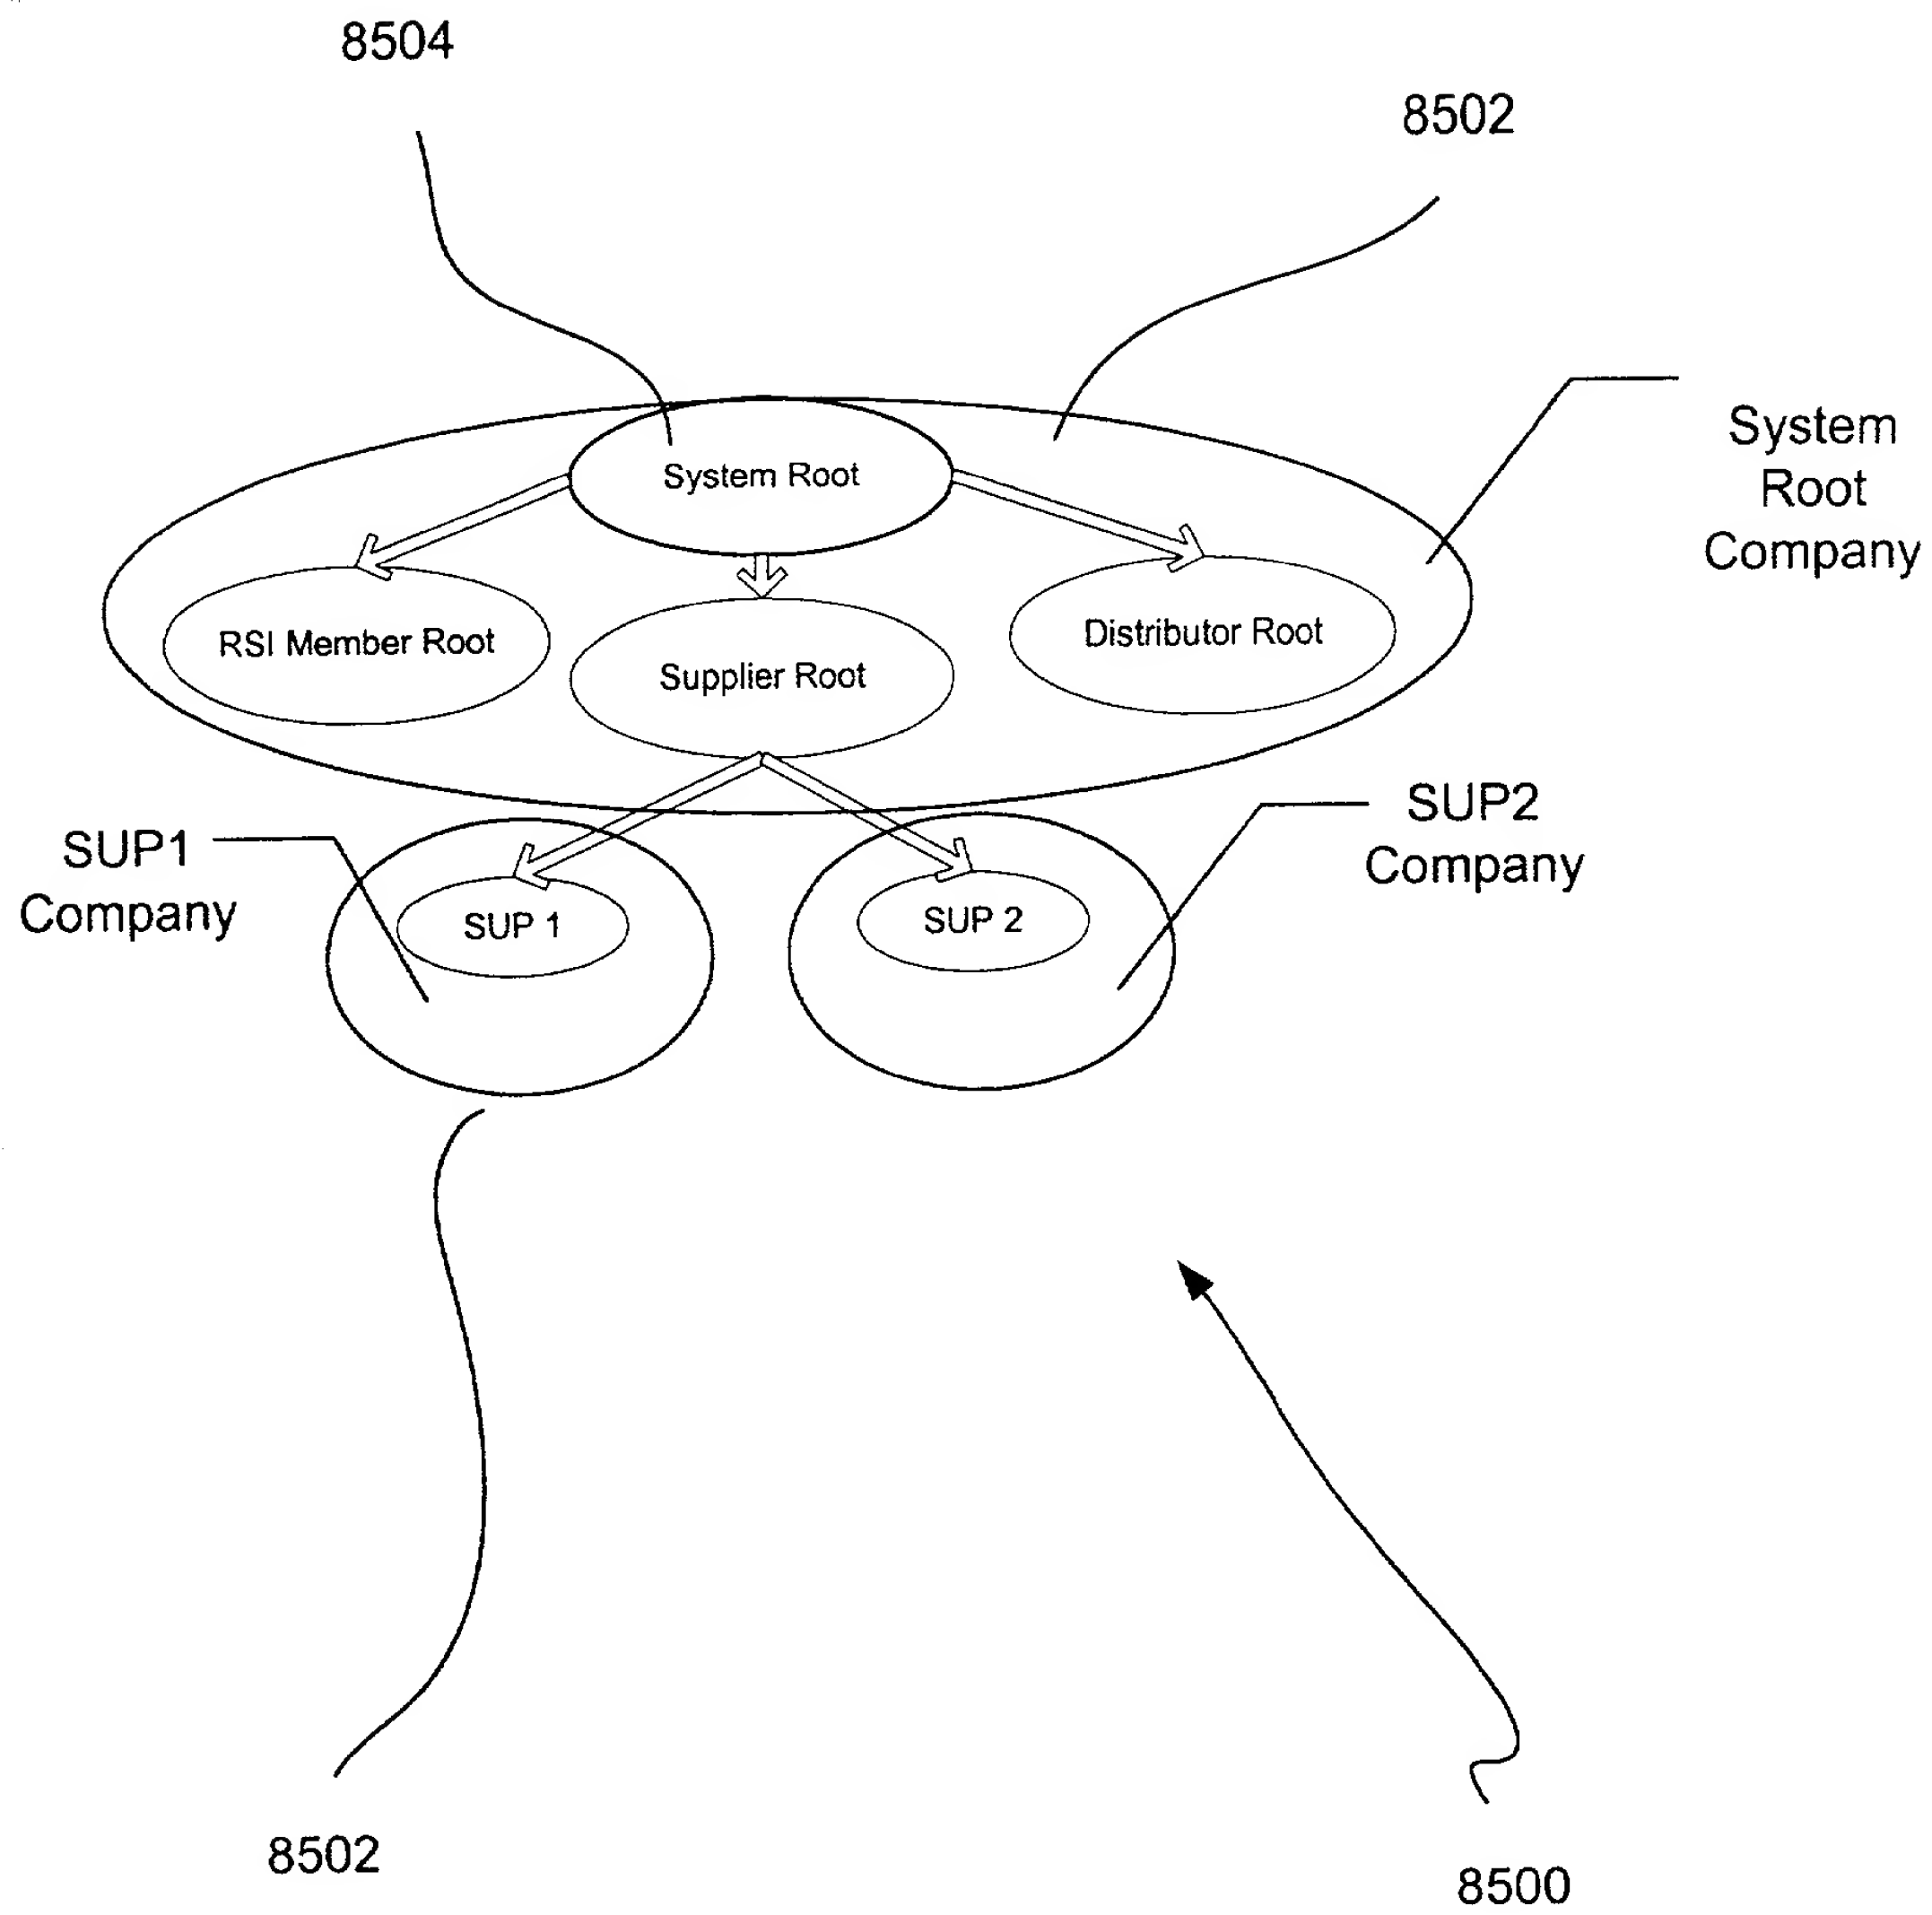 8504
8502
System
Root
Company
System Root
RSI Member Root
Supplier Root
Distributor Root
SUP1
Company
SUP2
Company
SUP 1
SUP 2
8502
8500